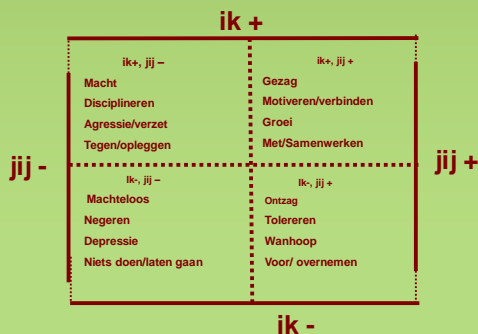 ik +
ik+, jij –
Macht
Disciplineren
Agressie/verzet
Tegen/opleggen
ik+, jij +
Gezag
Motiveren/verbinden
Groei
Met/Samenwerken
jij -
jij +
Ik-, jij –
Machteloos
Negeren
Depressie
Niets doen/laten gaan
Ik-, jij +
Ontzag
Tolereren
Wanhoop
Voor/ overnemen
ik -